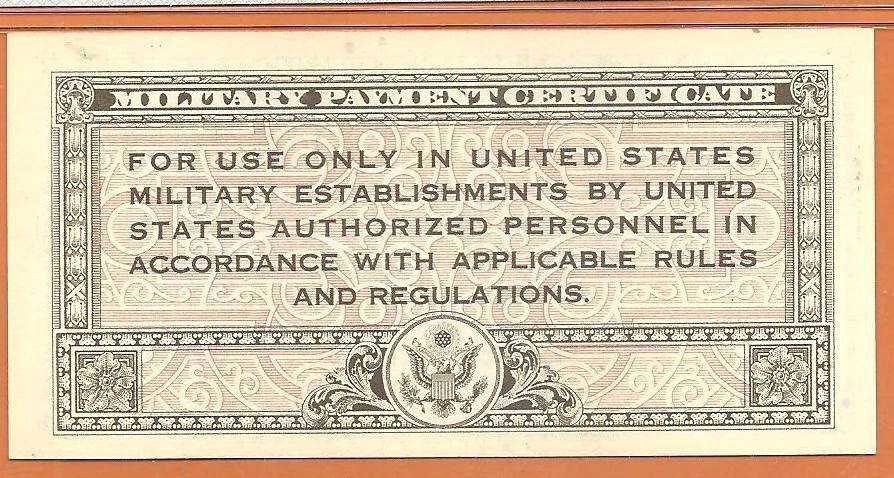 MILITARY PAYMENT CERTIFICATE
FOR USE ONLY IN UNITED STATES
MILITARY ESTABLISHMENTS BY UNITED
STATES AUTHORIZED PERSONNEL IN
ACCORDANCE WITH APPLICABLE RULES
AND REGULATIONS.